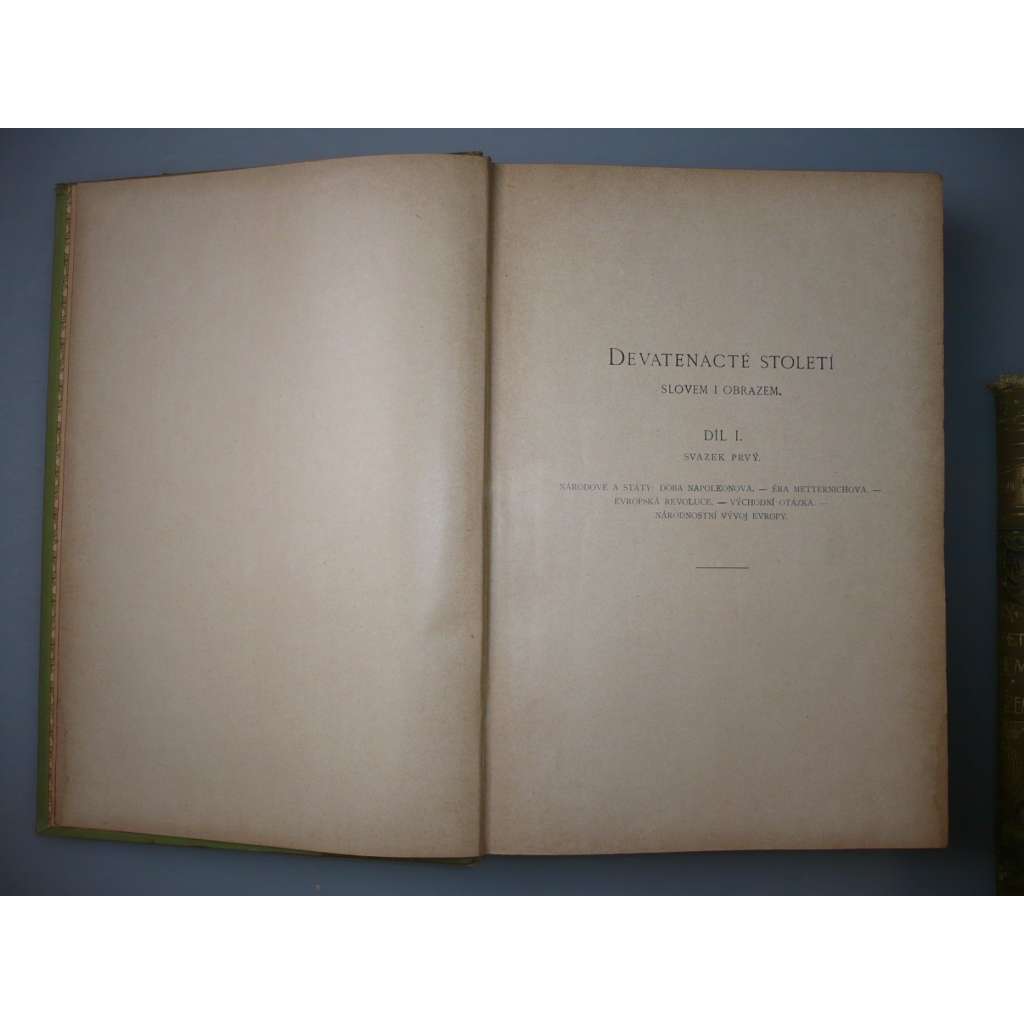 DEVATENÁCTÉ STOLETÍ
SLOVEM I OBRAZEM.
DÍL I.
SVAZEK PRVÝ.
NÁRODOVÉ A STÁTY: DOBA NAPOLEONOVA. — ÉRA METTERNICHOVA. —
EVROPSKÁ REVOLUCE. — VÝCHODNÍ OTÁZKA. —
NÁRODNOSTNÍ VÝVOJ EVROPY.